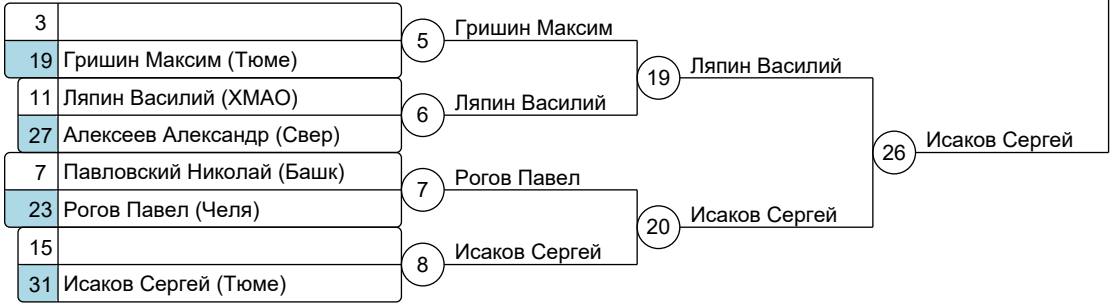 3
19 Гришин Максим (Тюме)
11 Ляпин Василий (ХМАО)
27 Алексеев Александр (Свер)
7 Павловский Николай (Башк)
23 Рогов Павел (Челя)
15
31 Исаков Сергей (Тюме)
5 Гришин Максим
6 Ляпин Василий
7 Рогов Павел
8 Исаков Сергей
19 Ляпин Василий
20 Исаков Сергей
26 Исаков Сергей